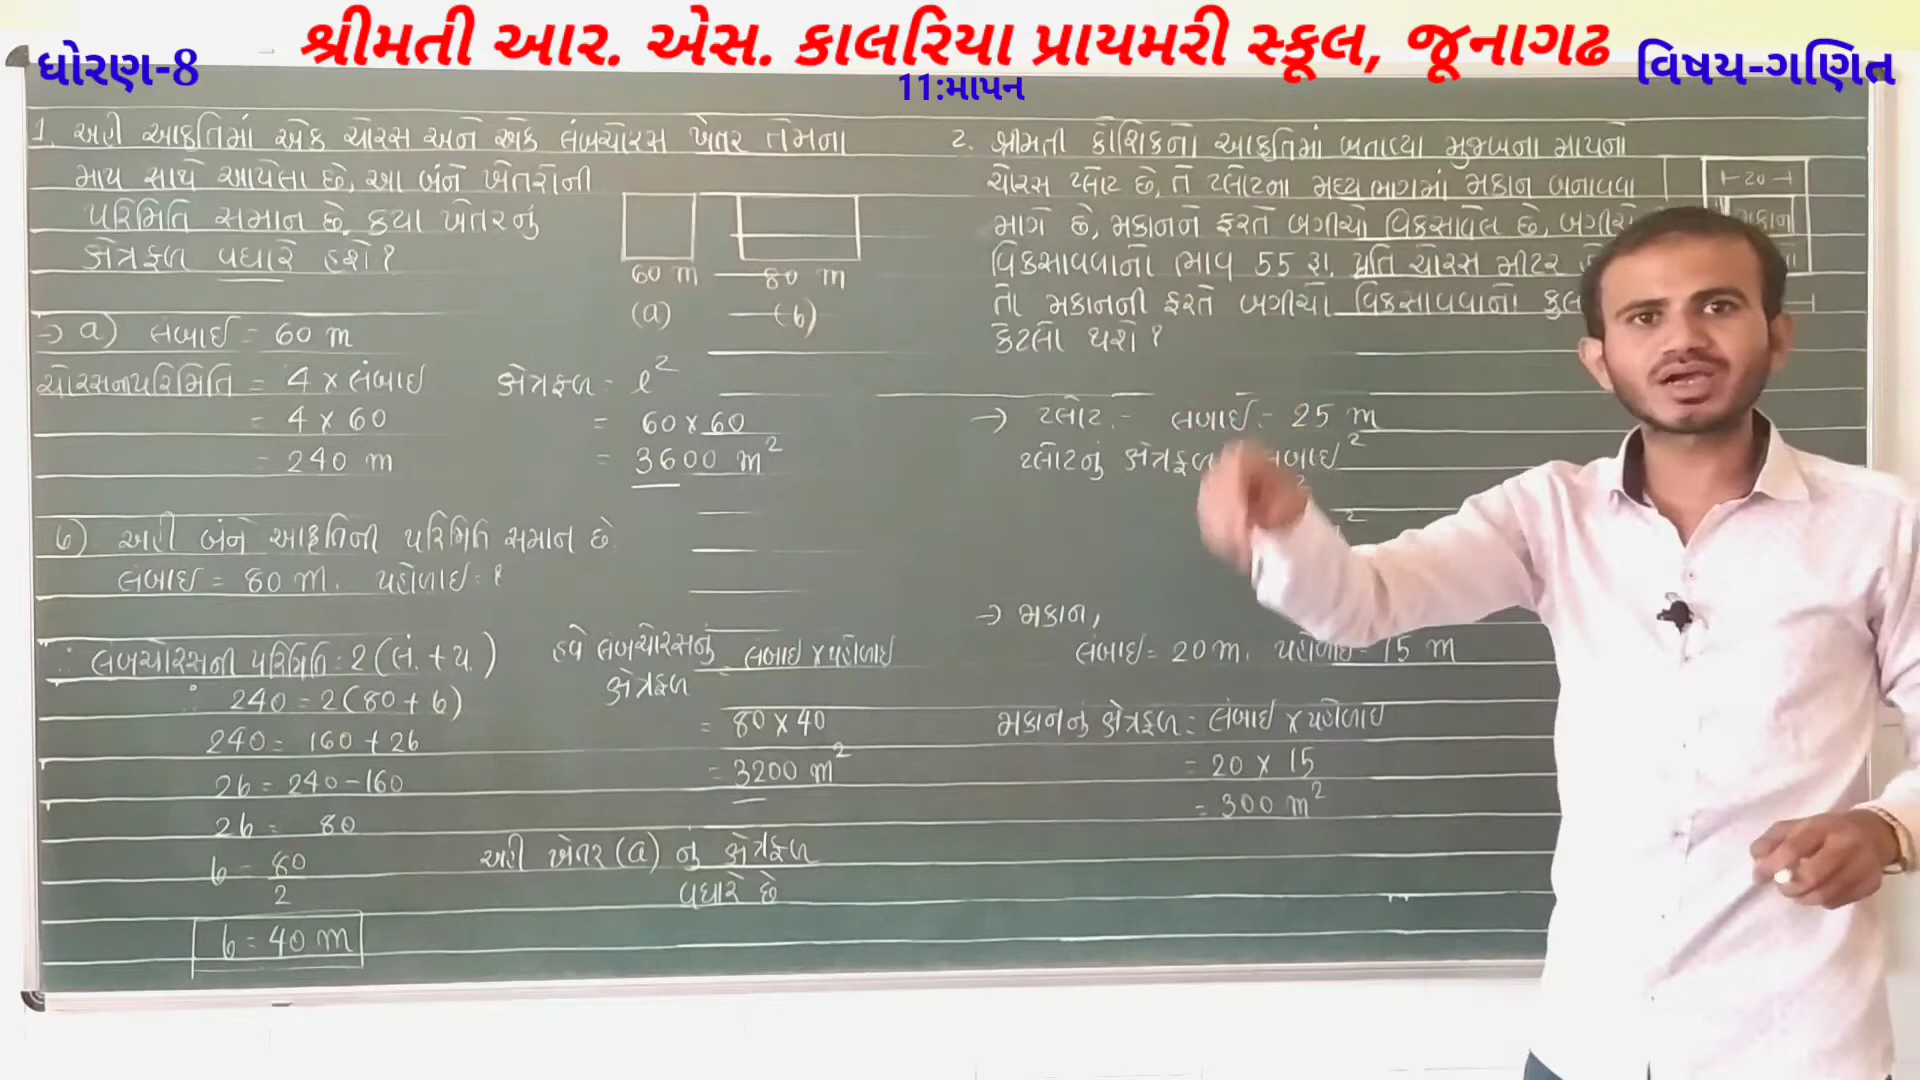 શ્રીમતી આર. એસ. કાલરિયા પ્રાયમરી સ્કૂલ, જૂનાગઢ
ધોરણ-8
વિષય-ગણિત
11:માપન
1. અહીં આકૃતિમાં એક ચોરસ અને એક લંબચોરસ ખેતર તેમના
માપ સાથે આપેલા છે, આ બંને ખેતરોની
પરિમિતિ સમાન છે. કયા ખેતરનું
ક્ષેત્રફળ વધારે હશે?
60 m
80 m
(a)
(b)
→ a) લંબાઈ = 60 m
ચોરસની પરિમિતિ = 4 x લંબાઈ
= 4 x 60
= 240 m
ક્ષેત્રફળ = l²
= 60 x 60
= 3600 m²
b) અહીં બંને આકૃતિની પરિમિતિ સમાન છે
લંબાઈ = 80 m. પહોળાઈ = ?
∴ લંબચોરસની પરિમિતિ = 2 (લં. + પ.)
∴ 240 = 2 (80 + b)
240 = 160 + 2b
2b = 240 - 160
2b = 80
b = 80
2
b = 40 m
હવે લંબચોરસનું
ક્ષેત્રફળ = લંબાઈ x પહોળાઈ
= 80 x 40
= 3200 m²
અહીં ખેતર (a) નું ક્ષેત્રફળ
વધારે છે
2. શ્રીમતી કૌશિકનો આકૃતિમાં બતાવ્યા મુજબના માપનો
ચોરસ પ્લોટ છે, તે પ્લોટના મધ્ય ભાગમાં મકાન બનાવવા
માગે છે, મકાનને ફરતે બગીચો વિકસાવેલ છે, બગીચો
વિકસાવવાનો ભાવ 55 રૂ. પ્રતિ ચોરસ મીટર
તો મકાનની ફરતે બગીચો વિકસાવવાનો કુલ
કેટલો થશે?
20
મકાન
→ પ્લોટ :- લંબાઈ = 25 m
પ્લોટનું ક્ષેત્રફળ લંબાઈ²
→ મકાન,
લંબાઈ = 20 m. પહોળાઈ = 15 m
મકાનનું ક્ષેત્રફળ = લંબાઈ x પહોળાઈ
= 20 x 15
= 300 m²